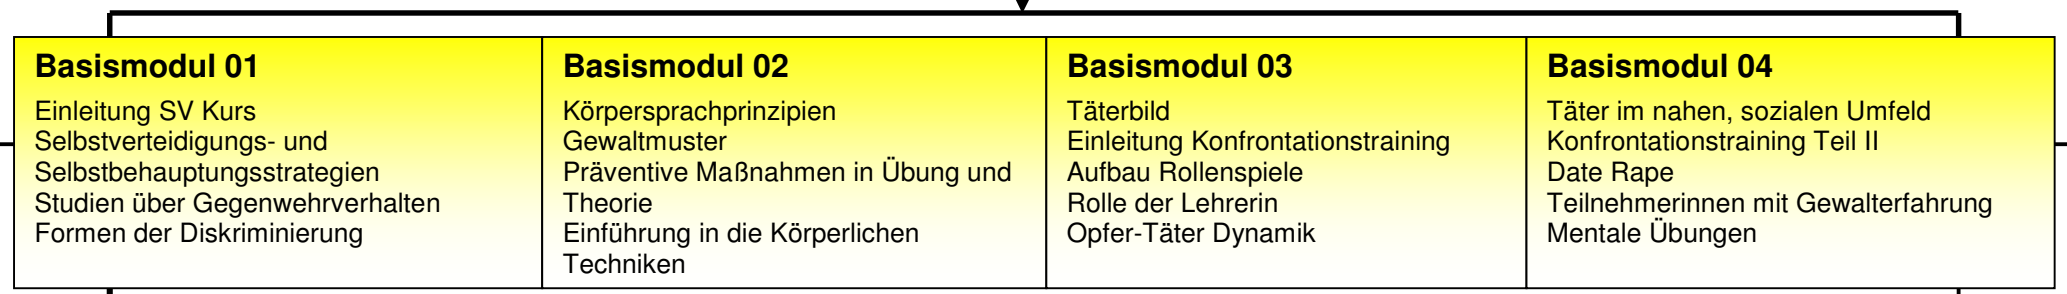 Basismodul 01
Einleitung SV Kurs
Selbstverteidigungs- und
Selbstbehauptungsstrategien
Studien über Gegenwehrverhalten
Formen der Diskriminierung
Basismodul 02
Körpersprachprinzipien
Gewaltmuster
Präventive Maßnahmen in Übung und
Theorie
Einführung in die Körperlichen
Techniken
Basismodul 03
Täterbild
Einleitung Konfrontationstraining
Aufbau Rollenspiele
Rolle der Lehrerin
Opfer-Täter Dynamik
Basismodul 04
Täter im nahen, sozialen Umfeld
Konfrontationstraining Teil II
Date Rape
Teilnehmerinnen mit Gewalterfahrung
Mentale Übungen